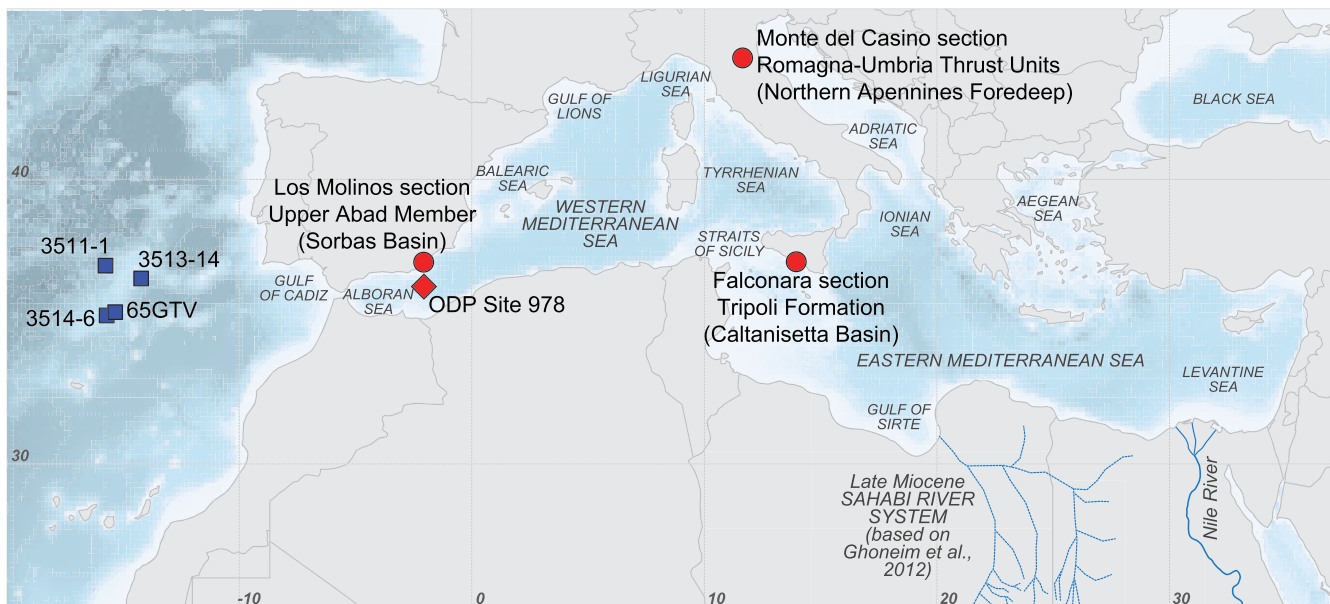 Monte del Casino section
Romagna-Umbria Thrust Units
(Northern Apennines Foredeep)
LIGURIAN
SEA
GULF OF
LIONS
BLACK SEA
ADRIATIC
SEA
40
BALEARIC
SEA
TYRRHENIAN
SEA
Los Molinos section
Upper Abad Member
(Sorbas Basin)
WESTERN
MEDITERRANEAN
SEA
AEGEAN
SEA
IONIAN
SEA
STRAITS
OF SICILY
3511-1
3513-14
GULF
OF CADIZ
ALBORAN
SEA
ODP Site 978
3514-6
65GTV
Falconara section
Tripoli Formation
(Caltanisetta Basin)
EASTERN MEDITERRANEAN SEA
LEVANTINE
SEA
GULF OF
SIRTE
30
Late Miocene
SAHABI RIVER
SYSTEM
(based on
Ghoneim et al.,
2012)
Nile River
-10
0
10
20
30